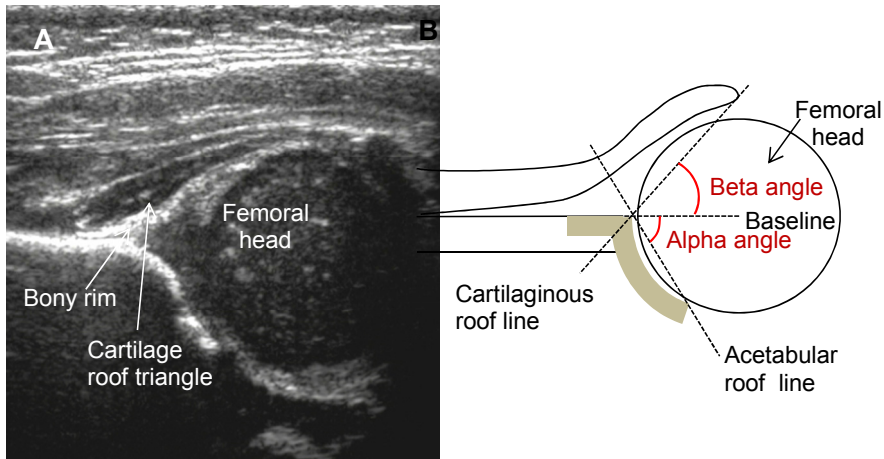 A
B
Femoral
head
Bony rim
Cartilage
roof triangle
Femoral
head
Beta angle
Baseline
Alpha angle
Cartilaginous
roof line
Acetabular
roof line